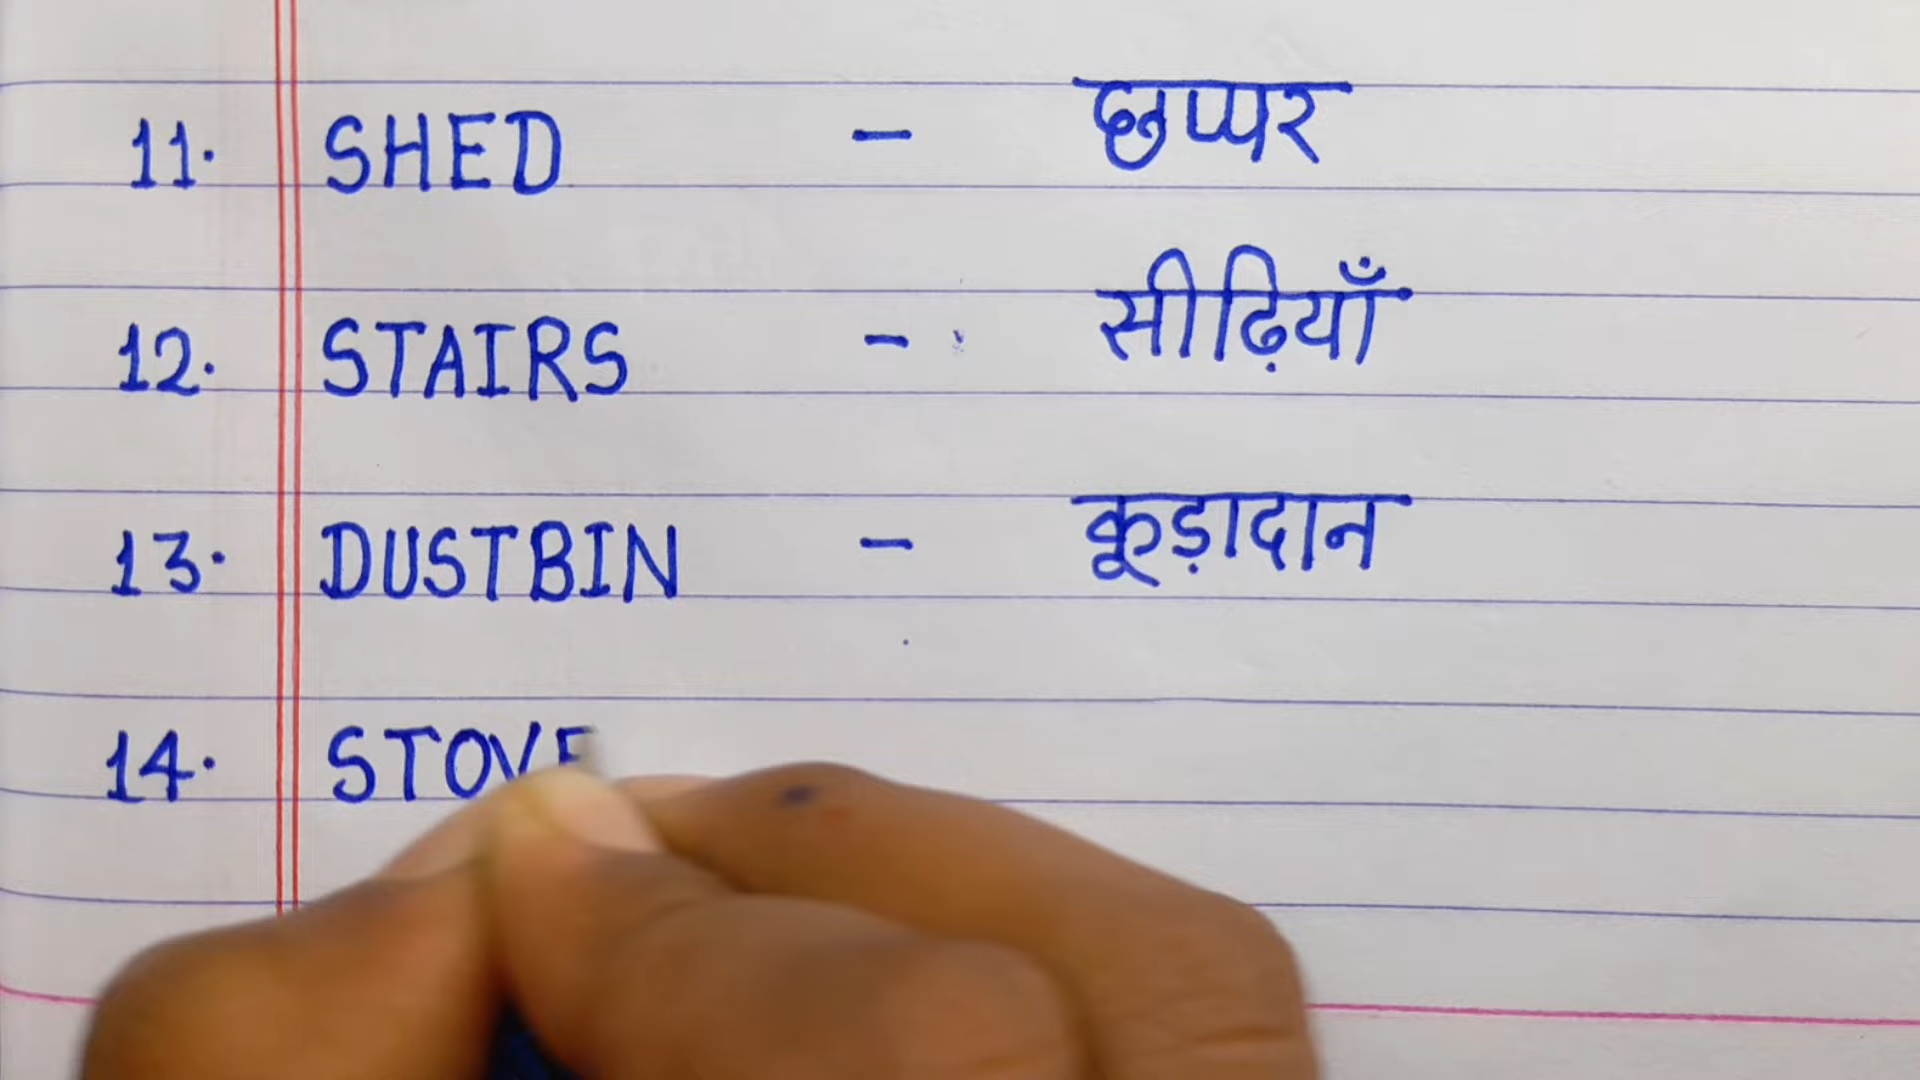 11. SHED - छप्पर
12. STAIRS - सीढ़ियाँ
13. DUSTBIN - कूड़ादान
14. STOVE